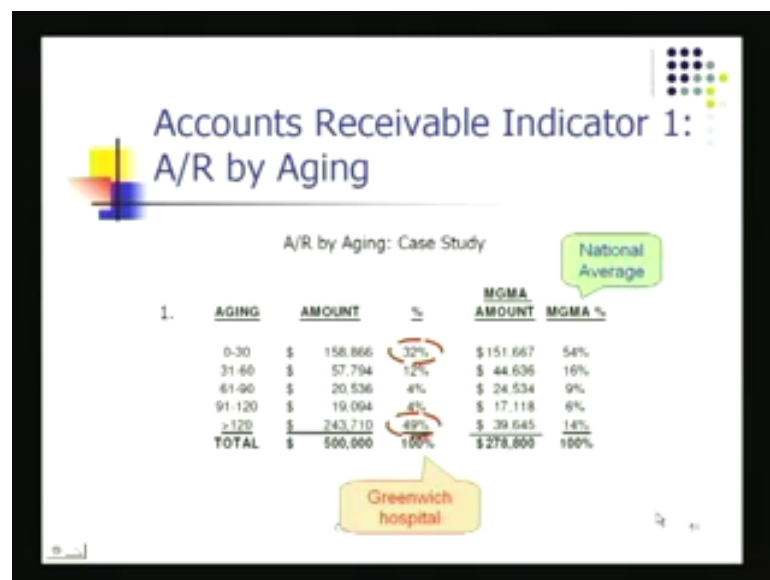 Accounts Receivable Indicator 1:
A/R by Aging
A/R by Aging: Case Study
National
Average
MGMA
1. AGING AMOUNT % AMOUNT MGMA %
0-30 $ 158,866 32% $151,667 54%
31-60 $ 57,794 12% $ 44,636 16%
61-90 $ 20,536 4% $ 24,534 9%
91-120 $ 19,094 4% $ 17,118 6%
>120 $ 243,710 49% $ 39,645 14%
TOTAL $ 500,000 100% $278,800 100%
Greenwich
hospital